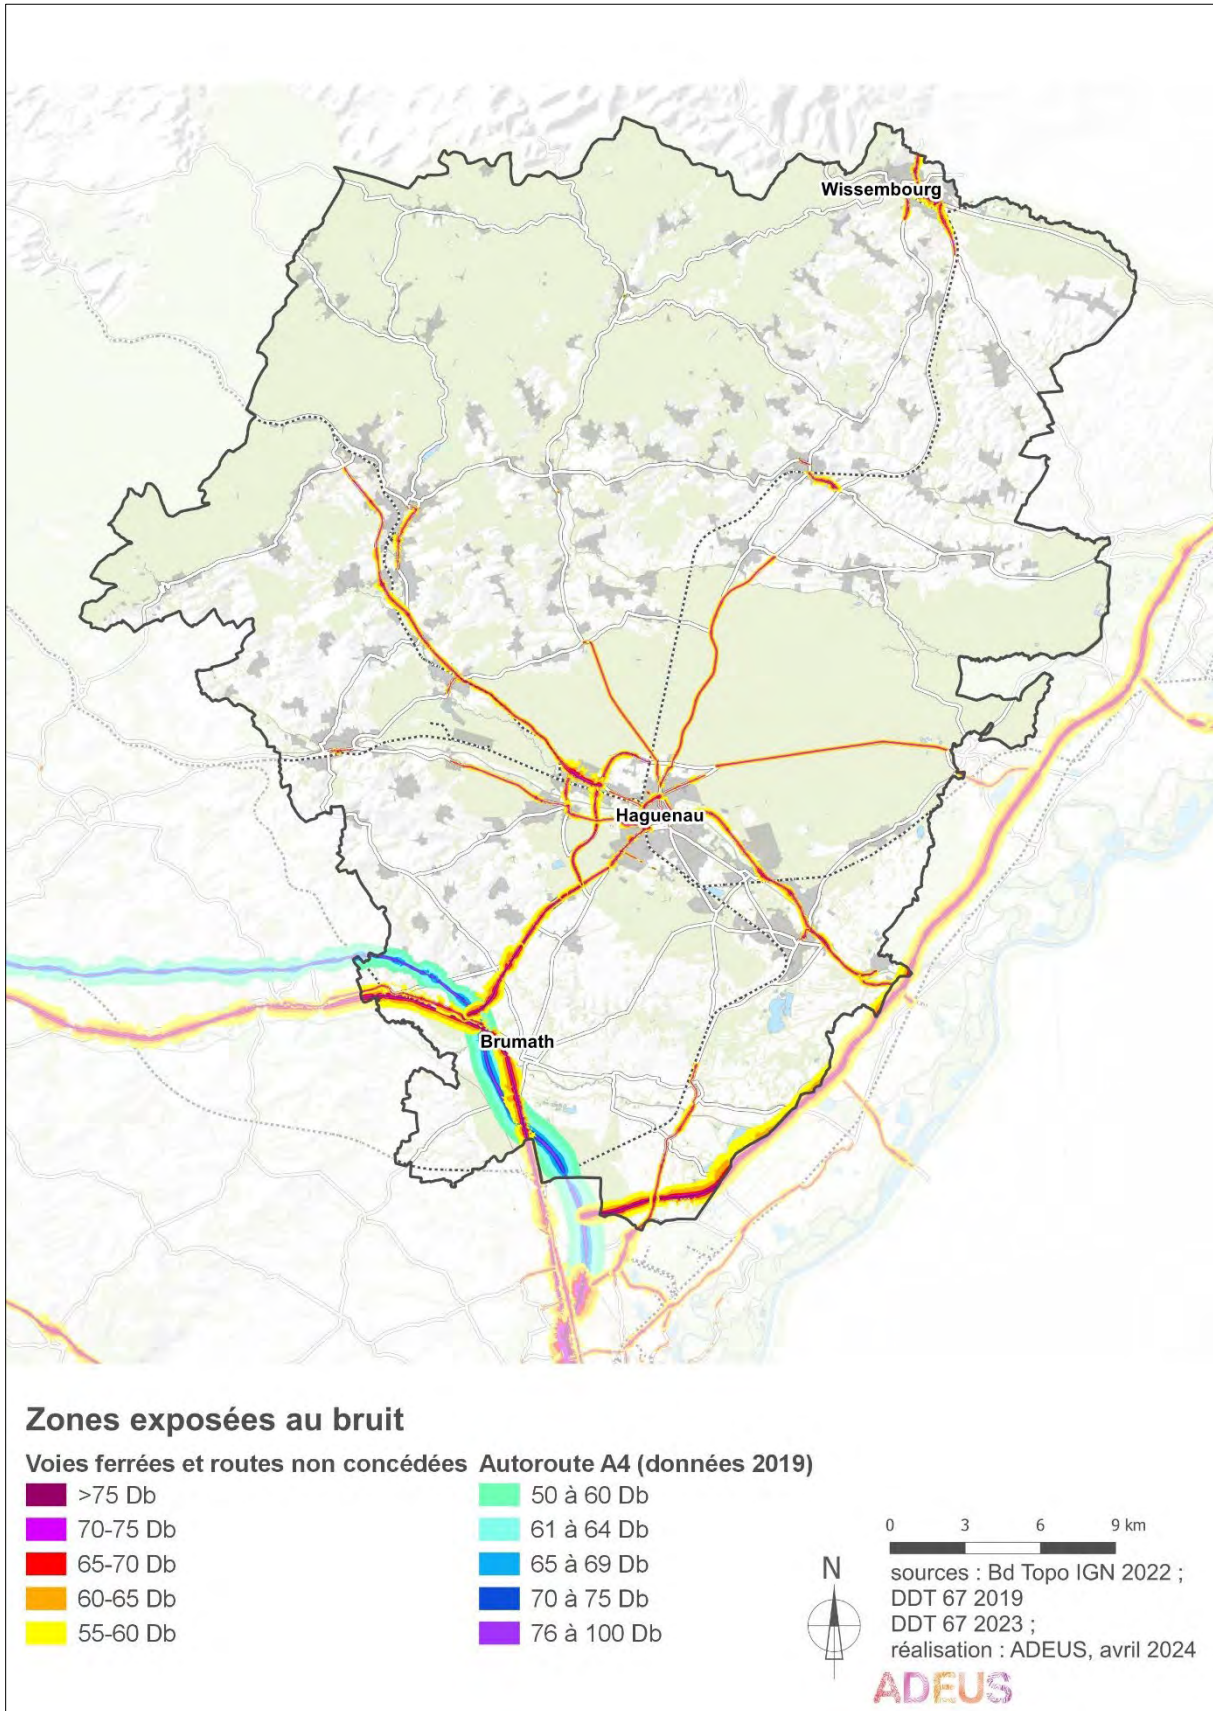 Wissembourg
Haguenau
Brumath
Zones exposées au bruit
Voies ferrées et routes non concédées
>75 Db
70-75 Db
65-70 Db
60-65 Db
55-60 Db
Autoroute A4 (données 2019)
50 à 60 Db
61 à 64 Db
65 à 69 Db
70 à 75 Db
76 à 100 Db
N
0 3 6 9 km
sources : Bd Topo IGN 2022 ;
DDT 67 2019
DDT 67 2023 ;
réalisation : ADEUS, avril 2024
ADEUS